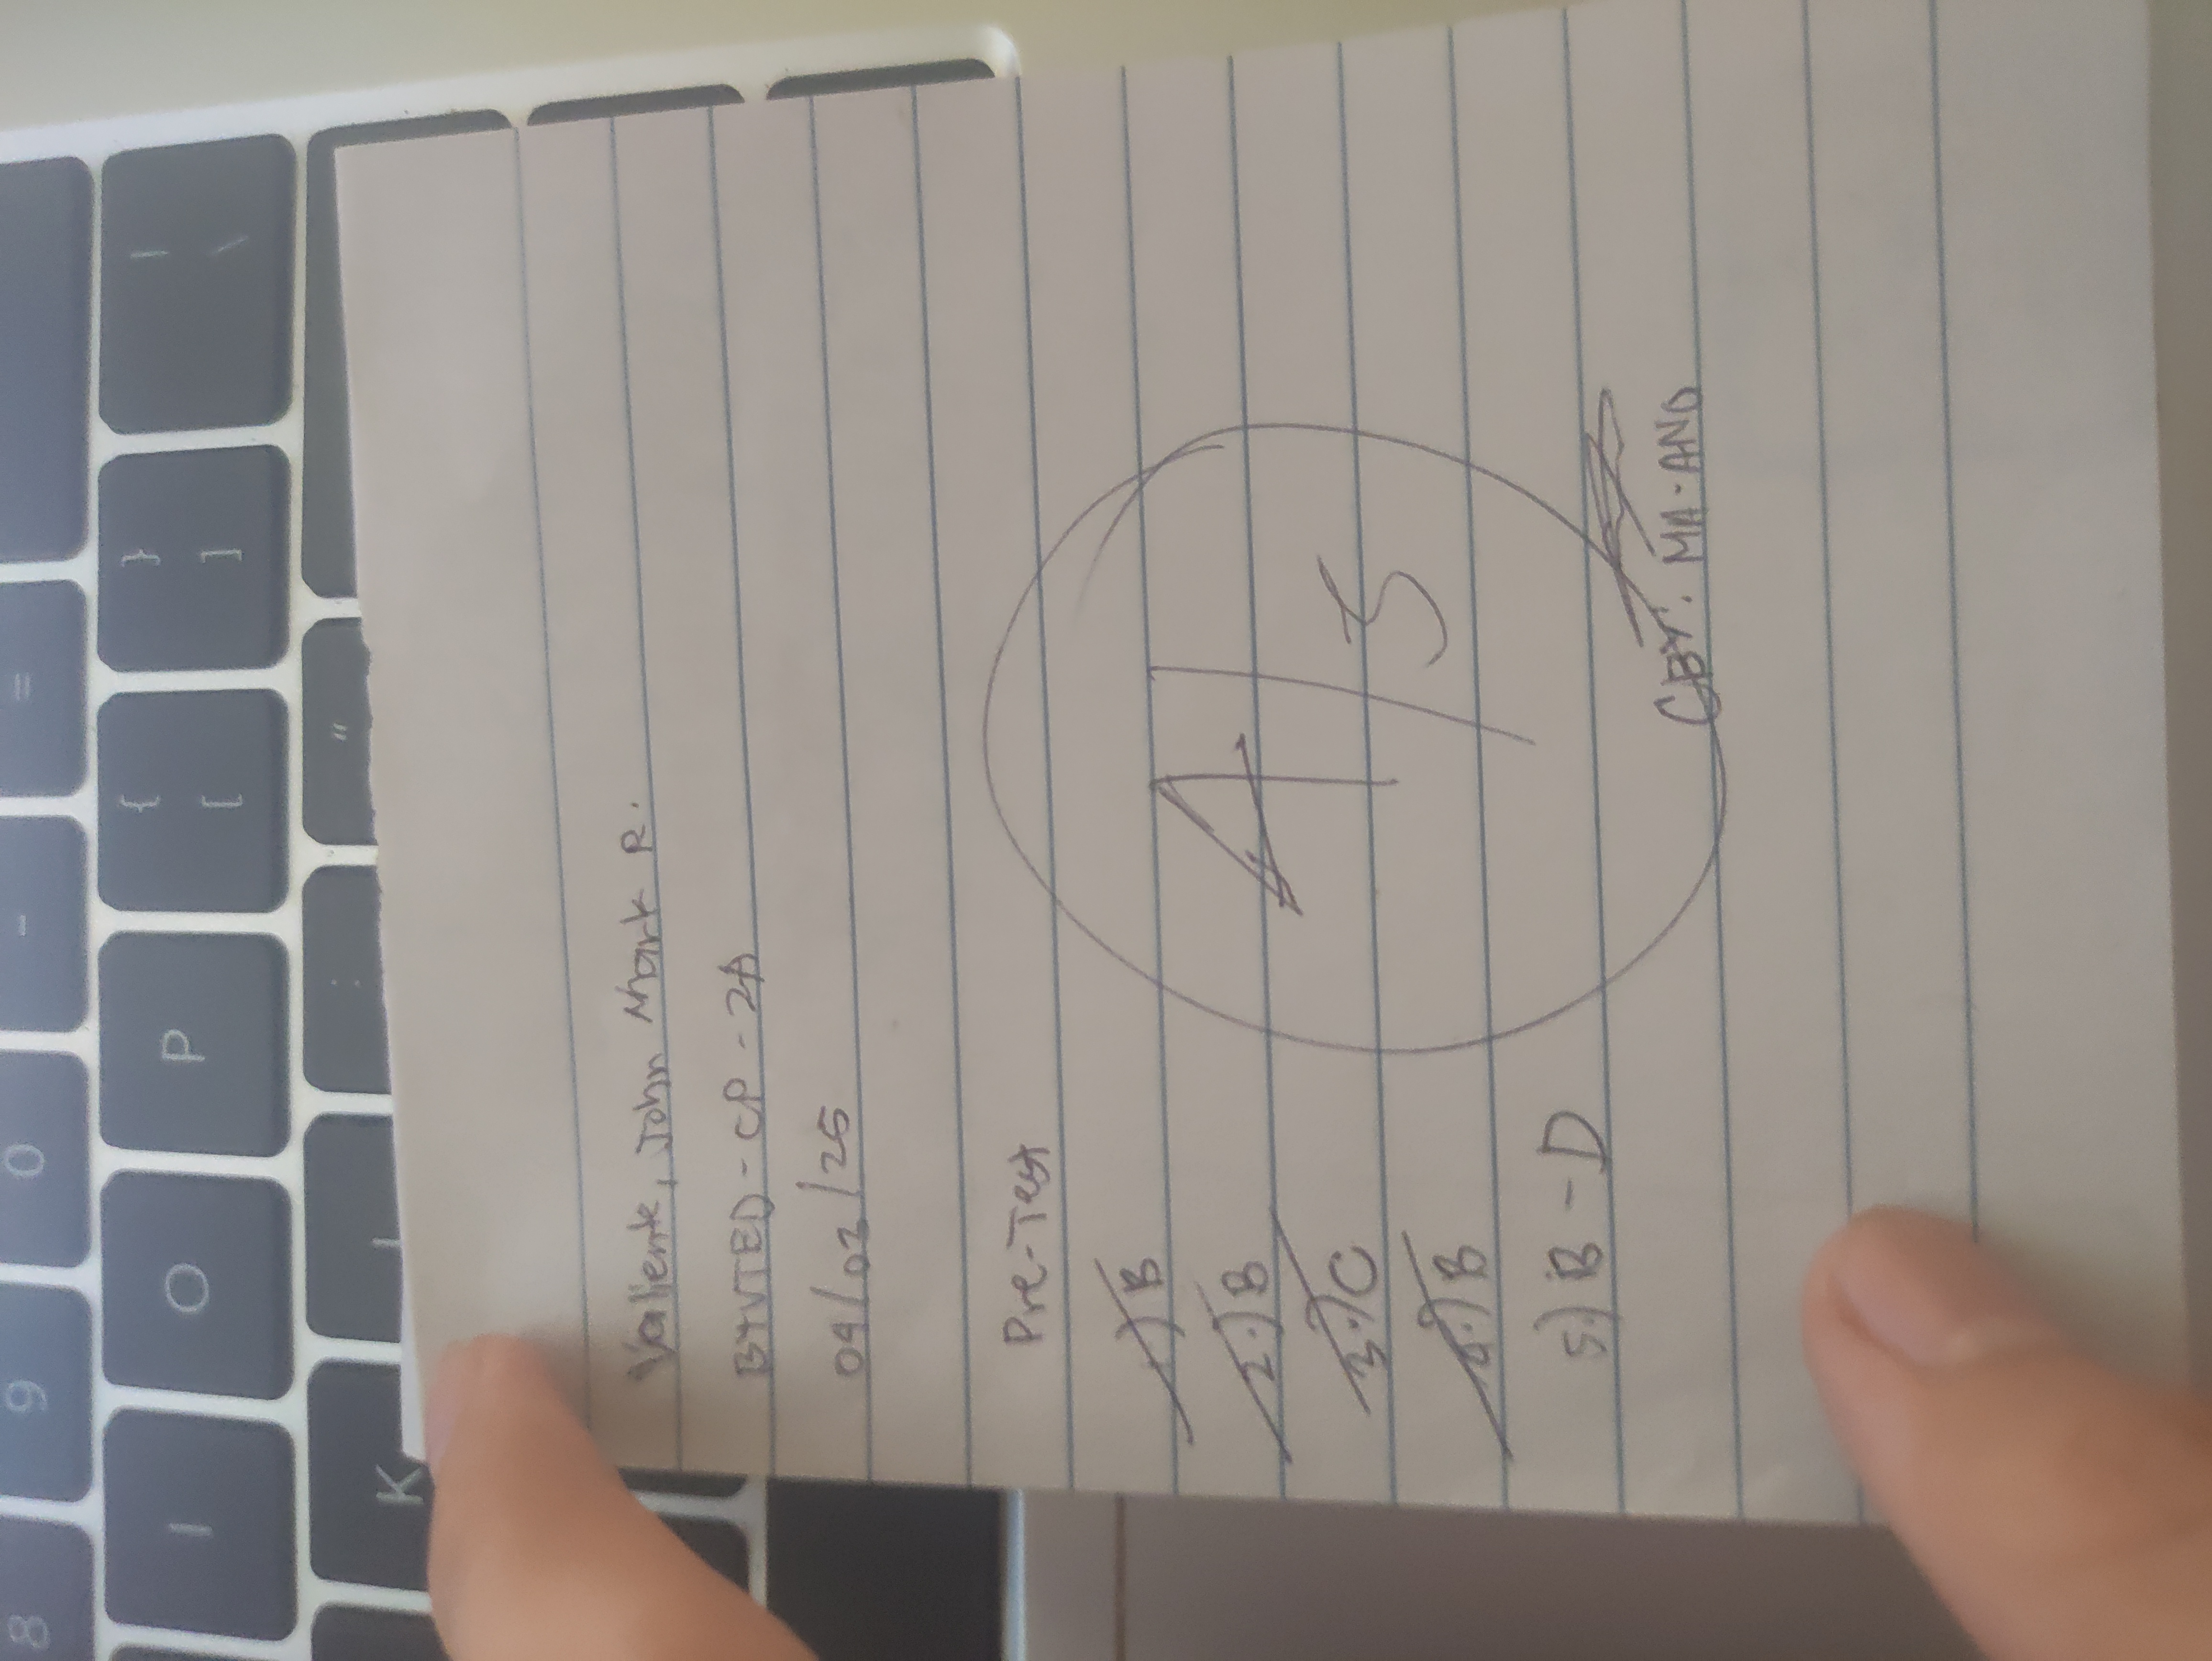 8 9 0 - =
I O P { [ } ] | \
K L : "
Valiente, John Mark R.
BTVTED - CP - 2A
04/03/25
Pre-Test
1.) B
2.) B
3.) C
4.) B
5.) B - D
4/5
CBY: MA-ANO